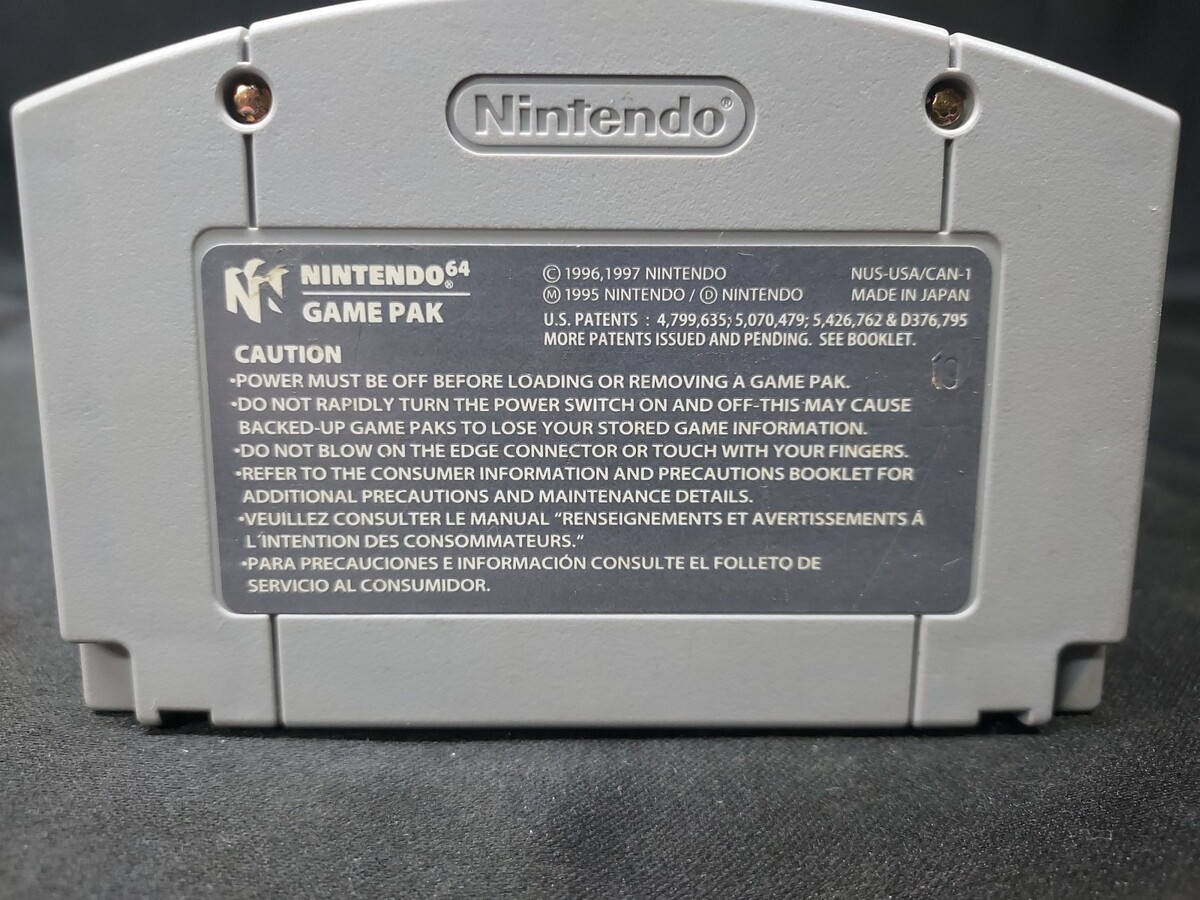 Nintendo®
NINTENDO⁶⁴®
GAME PAK
© 1996,1997 NINTENDO
Ⓜ 1995 NINTENDO / Ⓓ NINTENDO
NUS-USA/CAN-1
MADE IN JAPAN
U.S. PATENTS : 4,799,635; 5,070,479; 5,426,762 & D376,795
MORE PATENTS ISSUED AND PENDING. SEE BOOKLET.
CAUTION
•POWER MUST BE OFF BEFORE LOADING OR REMOVING A GAME PAK.
•DO NOT RAPIDLY TURN THE POWER SWITCH ON AND OFF-THIS MAY CAUSE
BACKED-UP GAME PAKS TO LOSE YOUR STORED GAME INFORMATION.
•DO NOT BLOW ON THE EDGE CONNECTOR OR TOUCH WITH YOUR FINGERS.
•REFER TO THE CONSUMER INFORMATION AND PRECAUTIONS BOOKLET FOR
ADDITIONAL PRECAUTIONS AND MAINTENANCE DETAILS.
•VEUILLEZ CONSULTER LE MANUAL "RENSEIGNEMENTS ET AVERTISSEMENTS Á
L´INTENTION DES CONSOMMATEURS."
•PARA PRECAUCIONES E INFORMACIÓN CONSULTE EL FOLLETO DE
SERVICIO AL CONSUMIDOR.